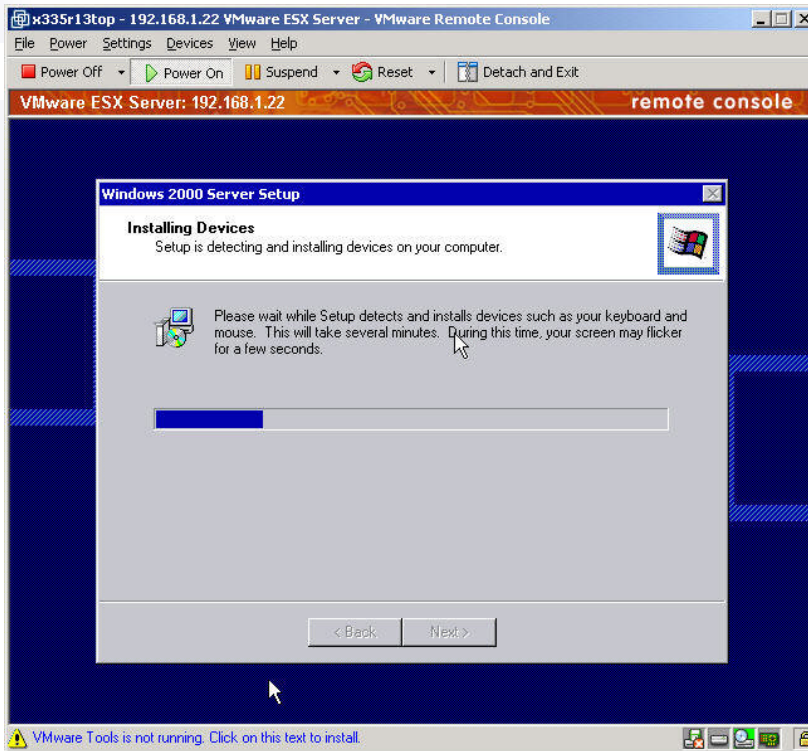 x335r13top - 192.168.1.22 VMware ESX Server - VMware Remote Console
File Power Settings Devices View Help
Power Off Power On Suspend Reset Detach and Exit
VMware ESX Server: 192.168.1.22 remote console
Windows 2000 Server Setup
Installing Devices
Setup is detecting and installing devices on your computer.
Please wait while Setup detects and installs devices such as your keyboard and
mouse. This will take several minutes. During this time, your screen may flicker
for a few seconds.
< Back Next >
VMware Tools is not running. Click on this text to install.